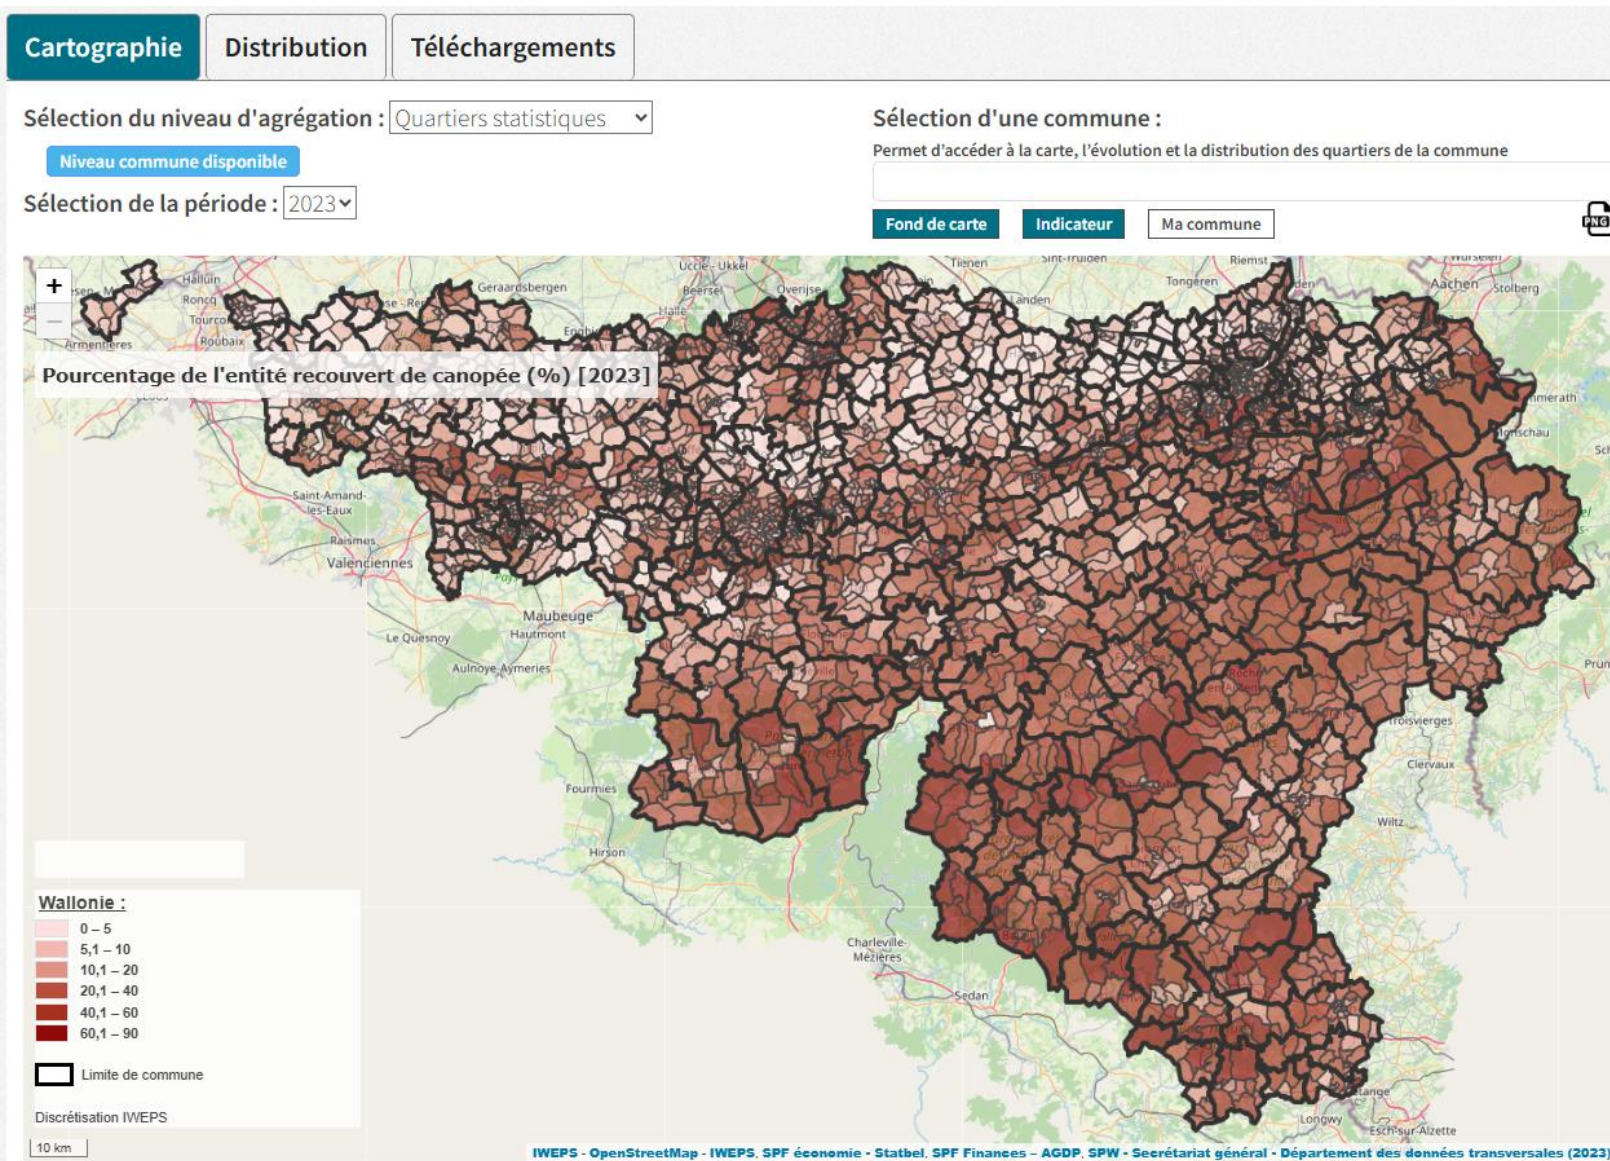 Cartographie
Distribution
Téléchargements
Sélection du niveau d'agrégation : Quartiers statistiques
Niveau commune disponible
Sélection de la période : 2023
Sélection d'une commune :
Permet d'accéder à la carte, l'évolution et la distribution des quartiers de la commune
Fond de carte
Indicateur
Ma commune
PNG
+
−
Halluin
Roncq
Roubaix
Armentières
Geraardsbergen
Uccle - Ukkel
Beersel
Overijse
Halle
Tienen
Sint-Truiden
Landen
Tongeren
Riemst
Aachen
Stolberg
Pourcentage de l'entité recouvert de canopée (%) [2023]
Saint-Amand-
les-Eaux
Raismes
Valenciennes
Maubeuge
Le Quesnoy
Hautmont
Aulnoye-Aymeries
Troisvierges
Clervaux
Fourmies
Wiltz
Hirson
Charleville-
Mézières
Sedan
Longwy
Esch-sur-Alzette
Wallonie :
0 – 5
5,1 – 10
10,1 – 20
20,1 – 40
40,1 – 60
60,1 – 90
Limite de commune
Discrétisation IWEPS
10 km
IWEPS - OpenStreetMap - IWEPS, SPF économie - Statbel, SPF Finances – AGDP, SPW - Secrétariat général - Département des données transversales (2023)